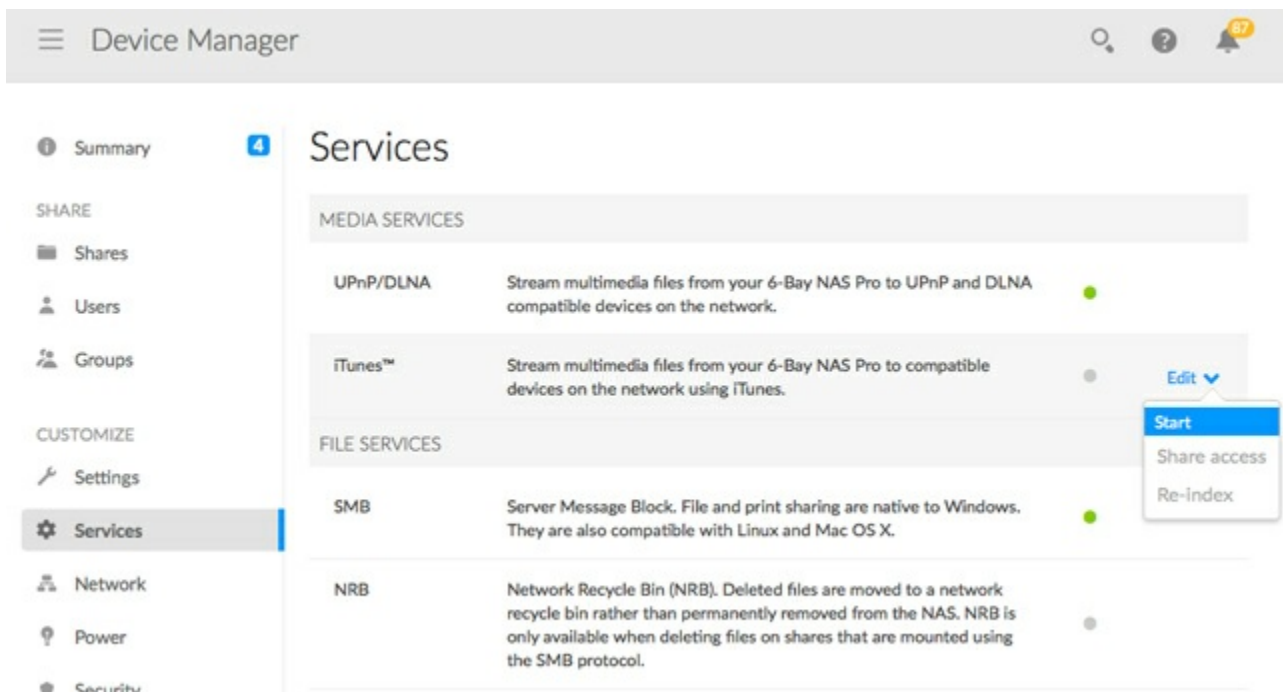 Device Manager
87
Summary
4
SHARE
Shares
Users
Groups
CUSTOMIZE
Settings
Services
Network
Power
Security
Services
MEDIA SERVICES
UPnP/DLNA
Stream multimedia files from your 6-Bay NAS Pro to UPnP and DLNA
compatible devices on the network.
iTunes™
Stream multimedia files from your 6-Bay NAS Pro to compatible
devices on the network using iTunes.
Edit
Start
Share access
Re-index
FILE SERVICES
SMB
Server Message Block. File and print sharing are native to Windows.
They are also compatible with Linux and Mac OS X.
NRB
Network Recycle Bin (NRB). Deleted files are moved to a network
recycle bin rather than permanently removed from the NAS. NRB is
only available when deleting files on shares that are mounted using
the SMB protocol.